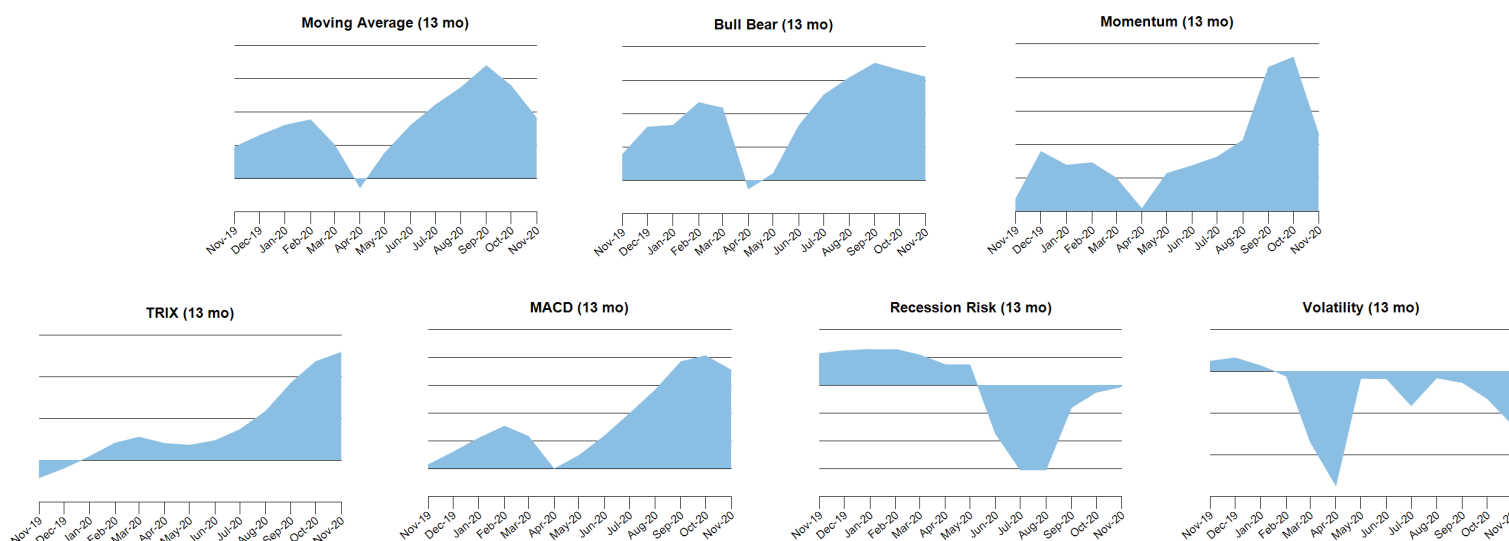 Moving Average (13 mo)
Nov-19 Dec-19 Jan-20 Feb-20 Mar-20 Apr-20 May-20 Jun-20 Jul-20 Aug-20 Sep-20 Oct-20 Nov-20
Bull Bear (13 mo)
Nov-19 Dec-19 Jan-20 Feb-20 Mar-20 Apr-20 May-20 Jun-20 Jul-20 Aug-20 Sep-20 Oct-20 Nov-20
Momentum (13 mo)
Nov-19 Dec-19 Jan-20 Feb-20 Mar-20 Apr-20 May-20 Jun-20 Jul-20 Aug-20 Sep-20 Oct-20 Nov-20
TRIX (13 mo)
Nov-19 Dec-19 Jan-20 Feb-20 Mar-20 Apr-20 May-20 Jun-20 Jul-20 Aug-20 Sep-20 Oct-20 Nov-20
MACD (13 mo)
Nov-19 Dec-19 Jan-20 Feb-20 Mar-20 Apr-20 May-20 Jun-20 Jul-20 Aug-20 Sep-20 Oct-20 Nov-20
Recession Risk (13 mo)
Nov-19 Dec-19 Jan-20 Feb-20 Mar-20 Apr-20 May-20 Jun-20 Jul-20 Aug-20 Sep-20 Oct-20 Nov-20
Volatility (13 mo)
Nov-19 Dec-19 Jan-20 Feb-20 Mar-20 Apr-20 May-20 Jun-20 Jul-20 Aug-20 Sep-20 Oct-20 Nov-20